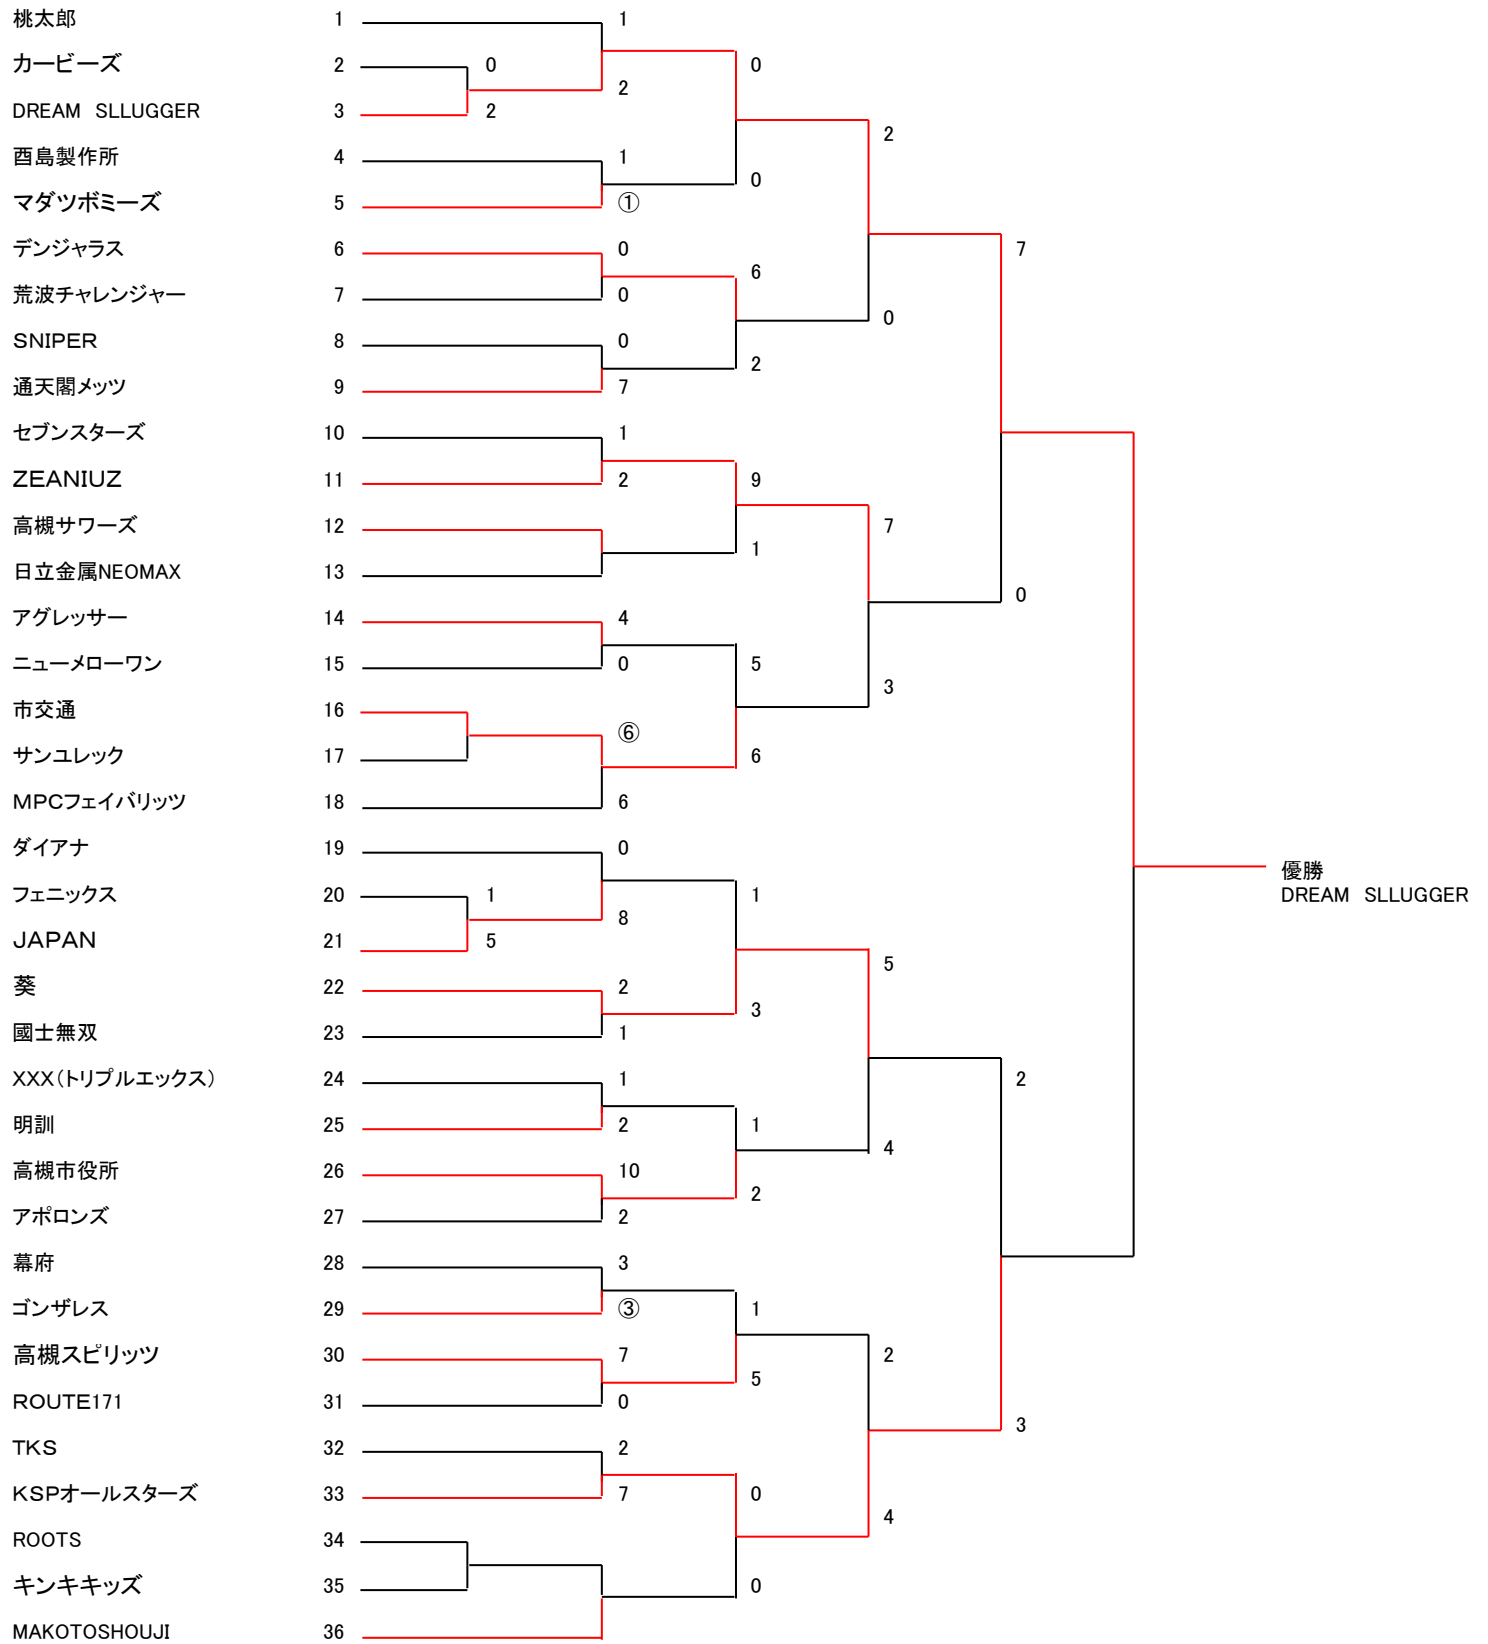 桃太郎 1 1
カービーズ 2 0 0
DREAM SLLUGGER 3 2 2
2
酉島製作所 4 1
マダツボミーズ 5 ① 0
デンジャラス 6 0 7
荒波チャレンジャー 7 0 6
SNIPER 8 0 0
通天閣メッツ 9 7 2
セブンスターズ 10 1
ZEANIUZ 11 2 9
高槻サワーズ 12 7
日立金属NEOMAX 13 1
アグレッサー 14 4 0
ニューメローワン 15 0 5
市交通 16 ⑥ 3
サンユレック 17 6
MPCフェイバリッツ 18 6
ダイアナ 19 0
優勝
フェニックス 20 1 8 1 DREAM SLLUGGER
JAPAN 21 5 5
葵 22 2 3
國士無双 23 1
XXX(トリプルエックス) 24 1 2
明訓 25 2 1 4
高槻市役所 26 10 2
アポロンズ 27 2
幕府 28 3
ゴンザレス 29 ③ 1
高槻スピリッツ 30 7 5 2
ROUTE171 31 0 3
TKS 32 2
KSPオールスターズ 33 7 0
ROOTS 34 4
キンキキッズ 35 0
MAKOTOSHOUJI 36